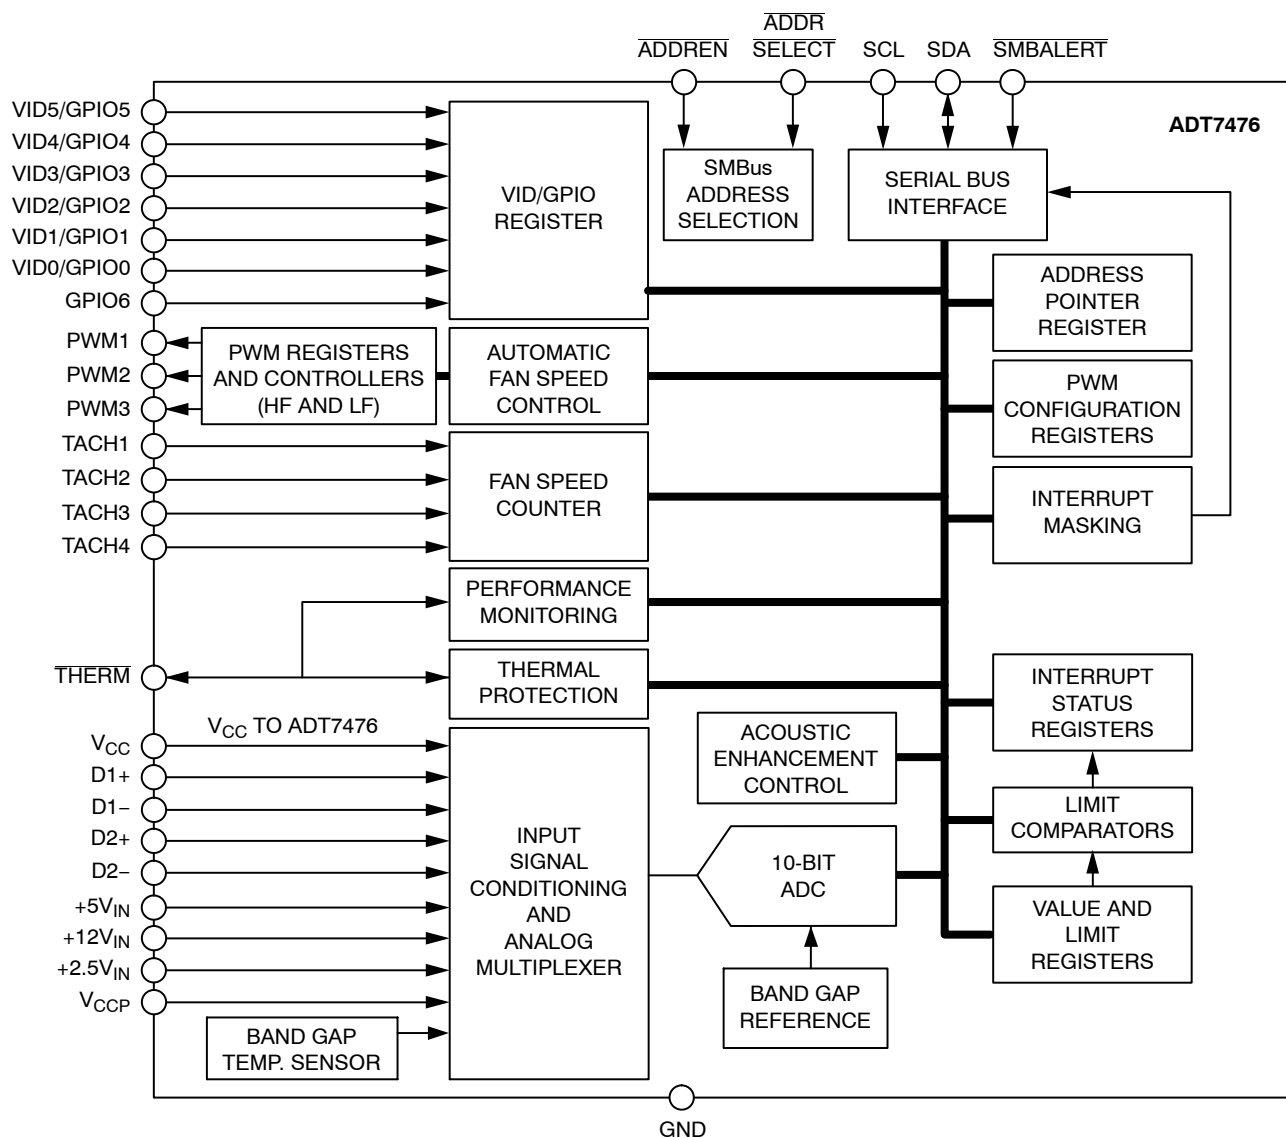 ADDR
ADDREN
SELECT
SCL
SDA
SMBALERT
ADT7476
VID5/GPIO5
VID4/GPIO4
VID3/GPIO3
VID2/GPIO2
VID1/GPIO1
VID0/GPIO0
GPIO6
VID/GPIO
REGISTER
SMBus
ADDRESS
SELECTION
SERIAL BUS
INTERFACE
ADDRESS
POINTER
REGISTER
PWM1
PWM2
PWM3
PWM REGISTERS
AND CONTROLLERS
(HF AND LF)
AUTOMATIC
FAN SPEED
CONTROL
PWM
CONFIGURATION
REGISTERS
TACH1
TACH2
TACH3
TACH4
FAN SPEED
COUNTER
INTERRUPT
MASKING
PERFORMANCE
MONITORING
THERM
THERMAL
PROTECTION
INTERRUPT
STATUS
REGISTERS
VCC TO ADT7476
VCC
D1+
D1−
D2+
D2−
+5VIN
+12VIN
+2.5VIN
VCCP
INPUT
SIGNAL
CONDITIONING
AND
ANALOG
MULTIPLEXER
ACOUSTIC
ENHANCEMENT
CONTROL
LIMIT
COMPARATORS
10-BIT
ADC
VALUE AND
LIMIT
REGISTERS
BAND GAP
REFERENCE
BAND GAP
TEMP. SENSOR
GND